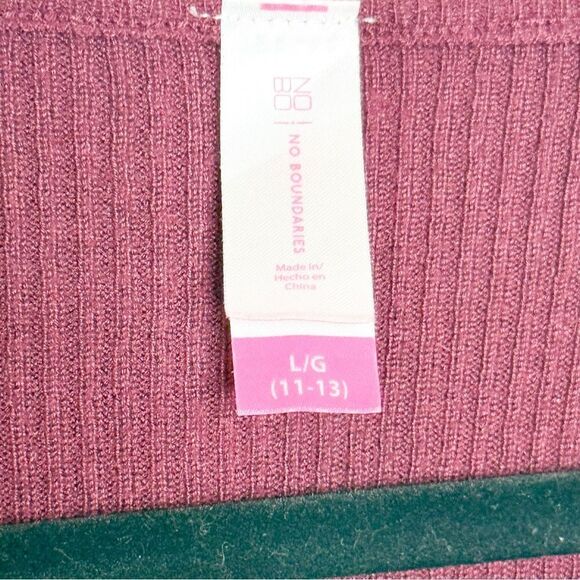 NO
BO
NO BOUNDARIES
Made in/
Hecho en
China
L/G
(11-13)